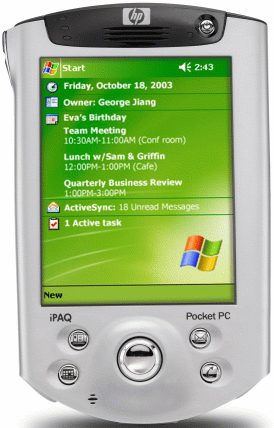 hp
Start 2:43
Friday, October 18, 2003
Owner: George Jiang
Eva's Birthday
Team Meeting
10:30AM-11:00AM (Conf room)
Lunch w/Sam & Griffin
12:00PM-1:00PM (Cafe)
Quarterly Business Review
1:00PM-3:00PM
ActiveSync: 18 Unread Messages
1 Active task
New
iPAQ Pocket PC